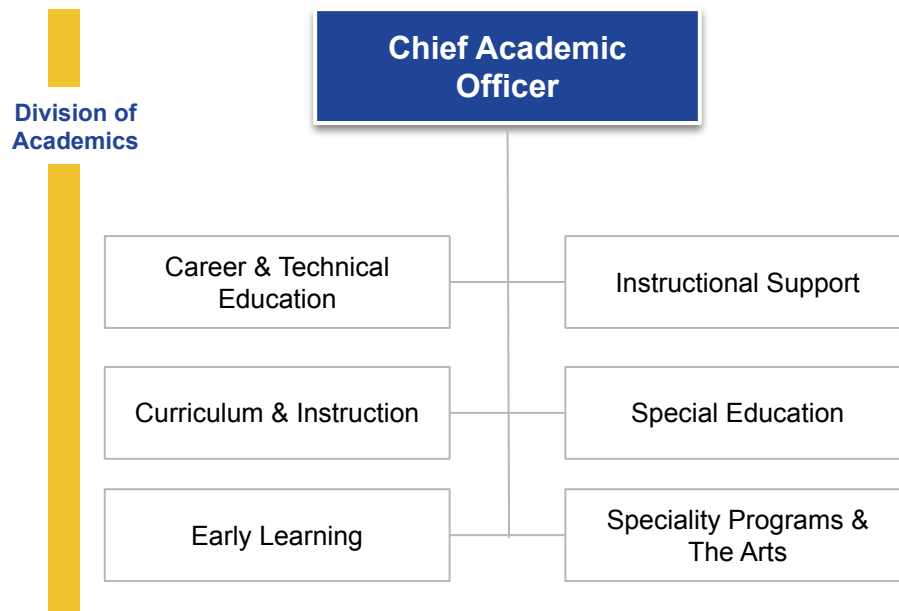 Chief Academic
Officer
Division of
Academics
Career & Technical
Education
Instructional Support
Curriculum & Instruction
Special Education
Early Learning
Speciality Programs &
The Arts